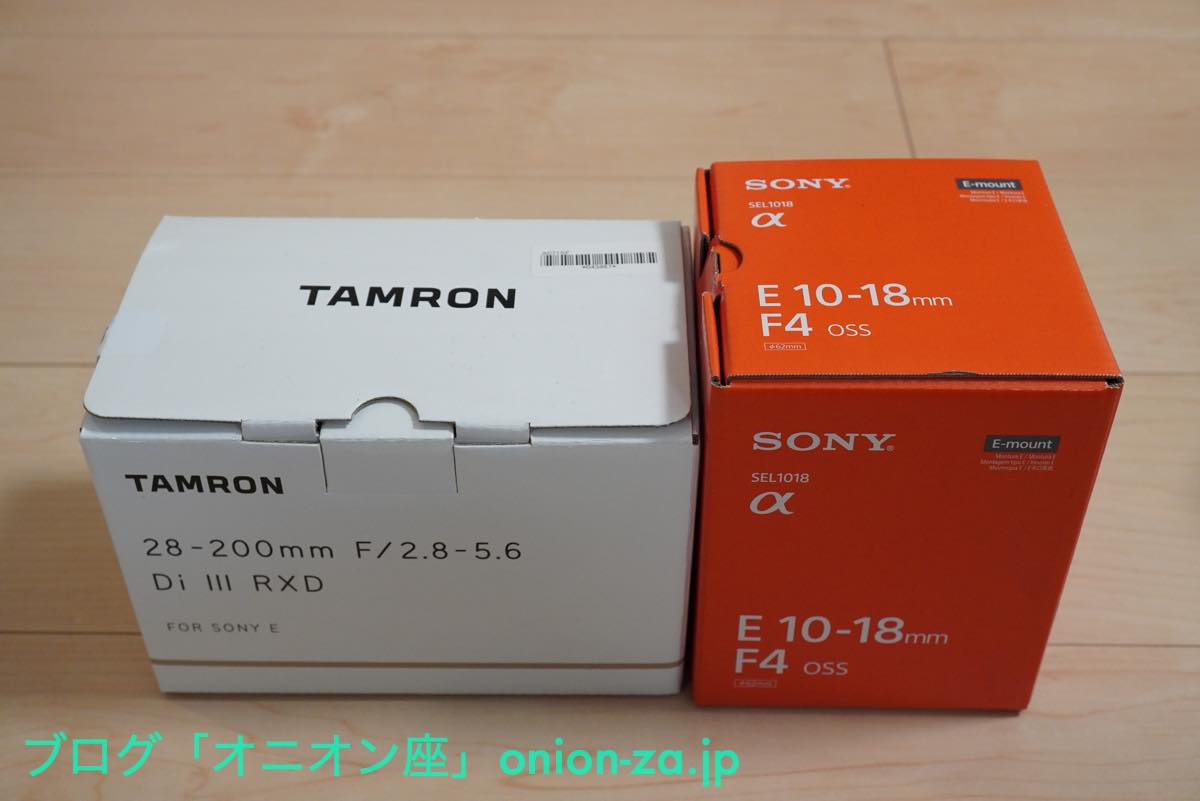 TAMRON
TAMRON
28-200mm F/2.8-5.6
Di III RXD
FOR SONY E
SONY
E-mount
SEL1018
α
E 10-18mm
F4 OSS
φ62mm
SONY
E-mount
SEL1018
α
E 10-18mm
F4 OSS
φ62mm
ブログ「オニオン座」onion-za.jp